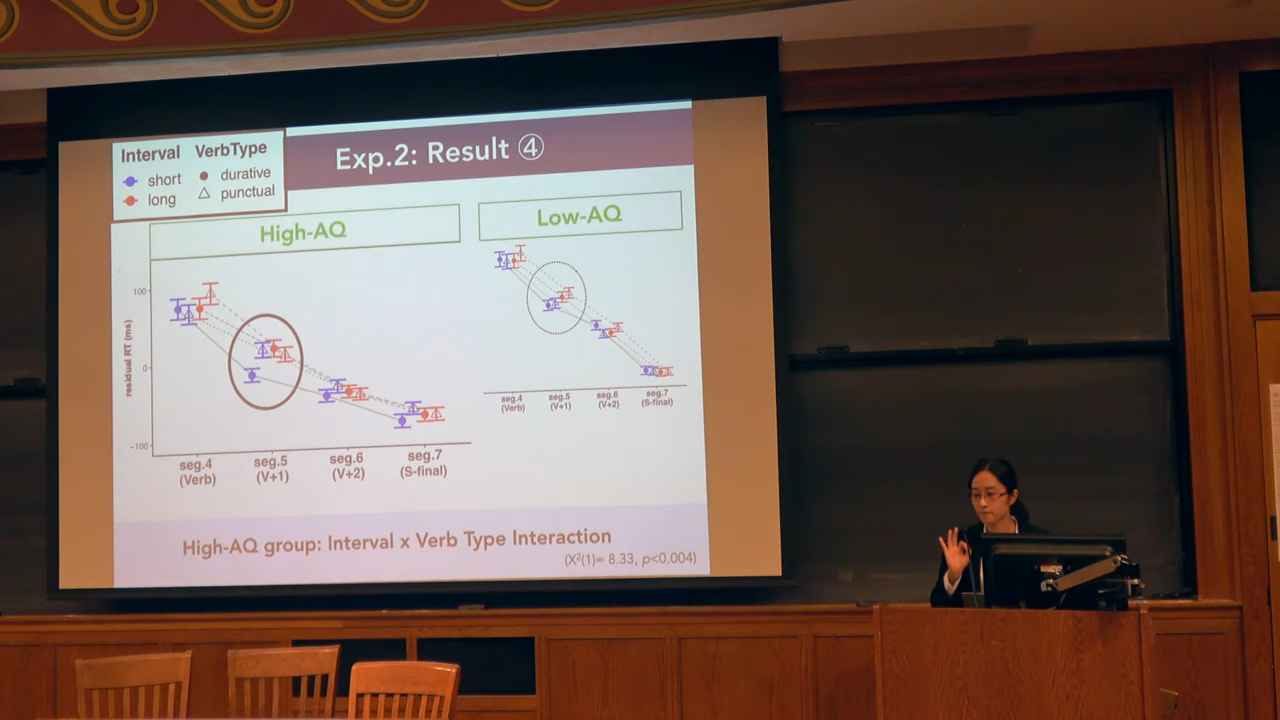 Interval VerbType
short durative
long punctual
Exp.2: Result ④
High-AQ
Low-AQ
residual RT (ms)
100
0
-100
seg.4 seg.5 seg.6 seg.7
(Verb) (V+1) (V+2) (S-final)
seg.4 seg.5 seg.6 seg.7
(Verb) (V+1) (V+2) (S-final)
High-AQ group: Interval x Verb Type Interaction
(X²(1)= 8.33, p<0.004)